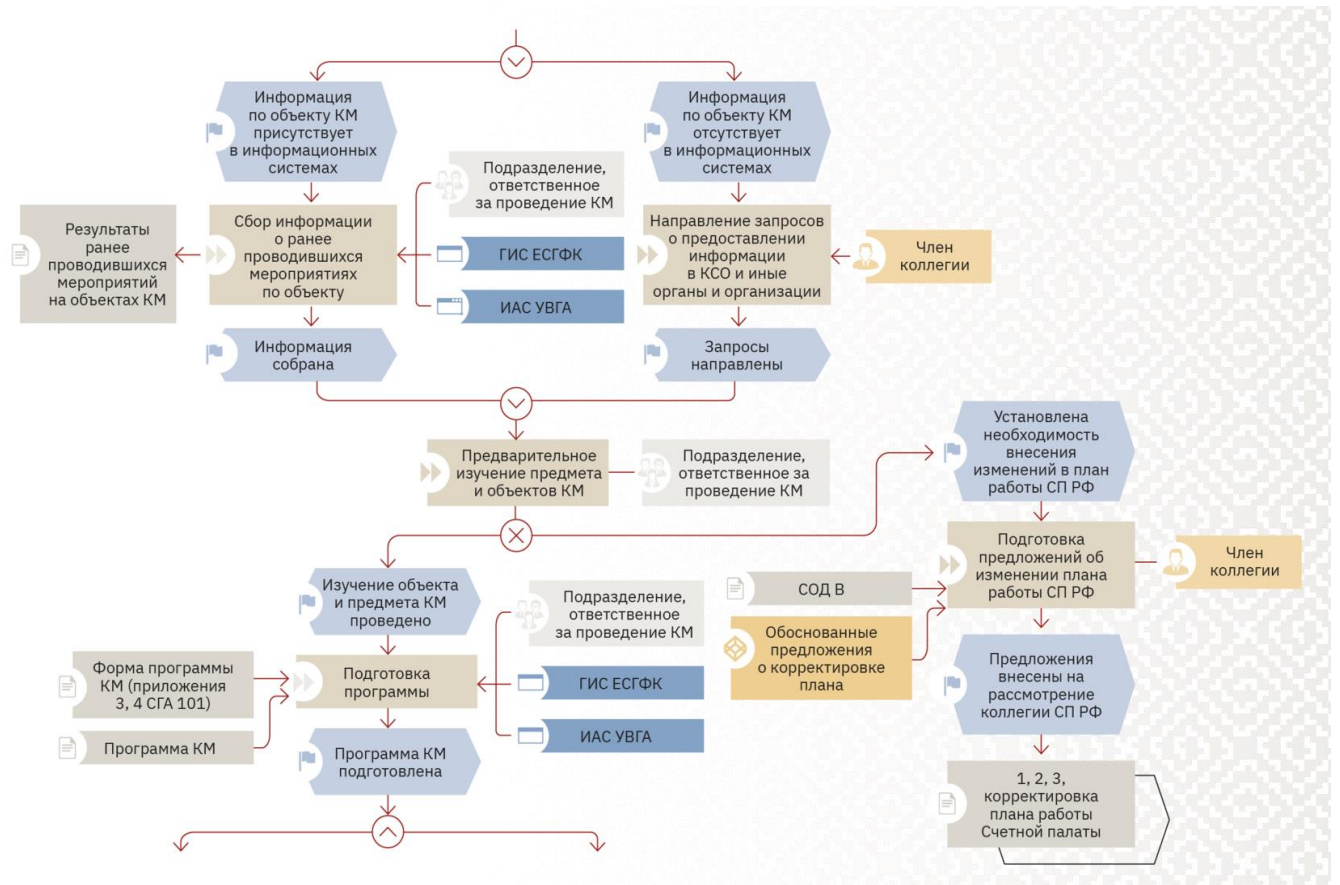 Информация
по объекту КМ
присутствует
в информационных
системах
Информация
по объекту КМ
отсутствует
в информационных
системах
Подразделение,
ответственное
за проведение КМ
Результаты
ранее
проводившихся
мероприятий
на объектах КМ
Сбор информации
о ранее
проводившихся
мероприятиях
по объекту
ГИС ЕСГФК
ИАС УВГА
Направление запросов
о предоставлении
информации
в КСО и иные
органы и организации
Член
коллегии
Информация
собрана
Запросы
направлены
Предварительное
изучение предмета
и объектов КМ
Подразделение,
ответственное за
проведение КМ
Установлена
необходимость
внесения
изменений в план
работы СП РФ
Изучение объекта
и предмета КМ
проведено
Подразделение,
ответственное
за проведение КМ
СОД В
Подготовка
предложений об
изменении плана
работы СП РФ
Член
коллегии
Форма программы
КМ (приложения
3, 4 СГА 101)
Программа КМ
Подготовка
программы
ГИС ЕСГФК
ИАС УВГА
Обоснованные
предложения
о корректировке
плана
Предложения
внесены на
рассмотрение
коллегии СП РФ
Программа КМ
подготовлена
1, 2, 3,
корректировка
плана работы
Счетной палаты